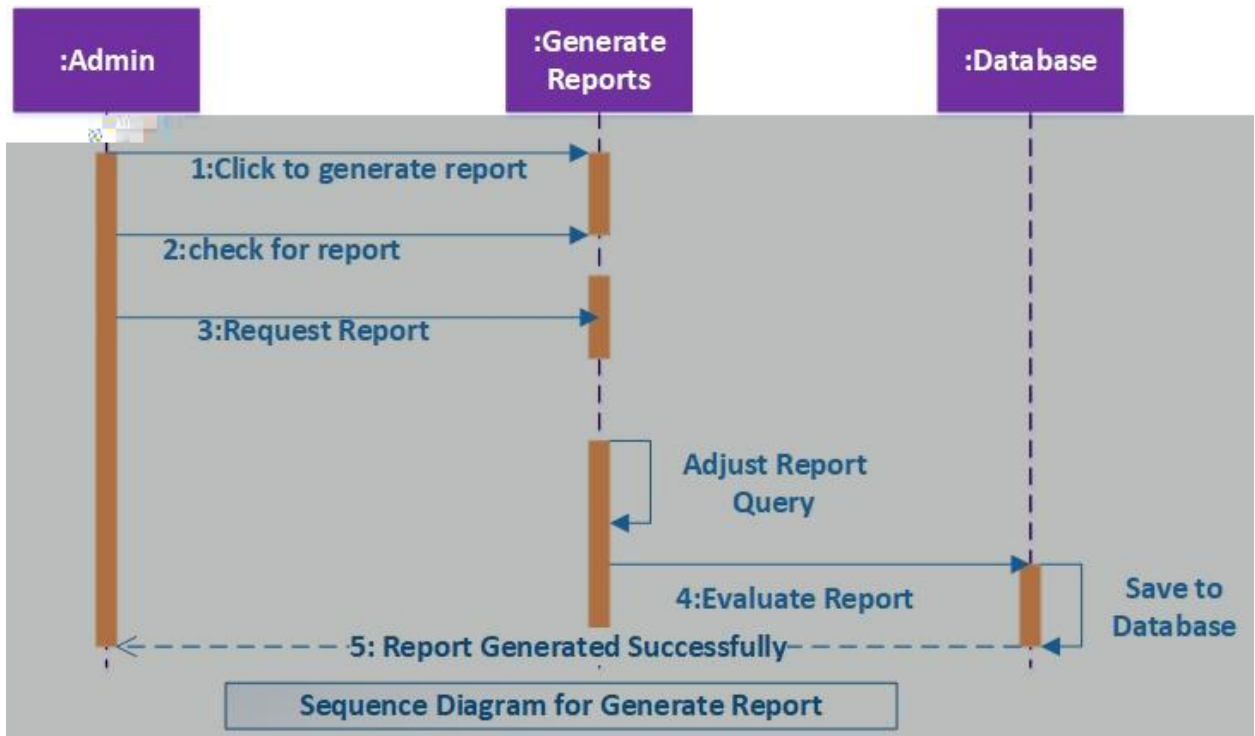 :Admin
:Generate
Reports
:Database
1:Click to generate report
2:check for report
3:Request Report
Adjust Report
Query
4:Evaluate Report
Save to
Database
5: Report Generated Successfully
Sequence Diagram for Generate Report